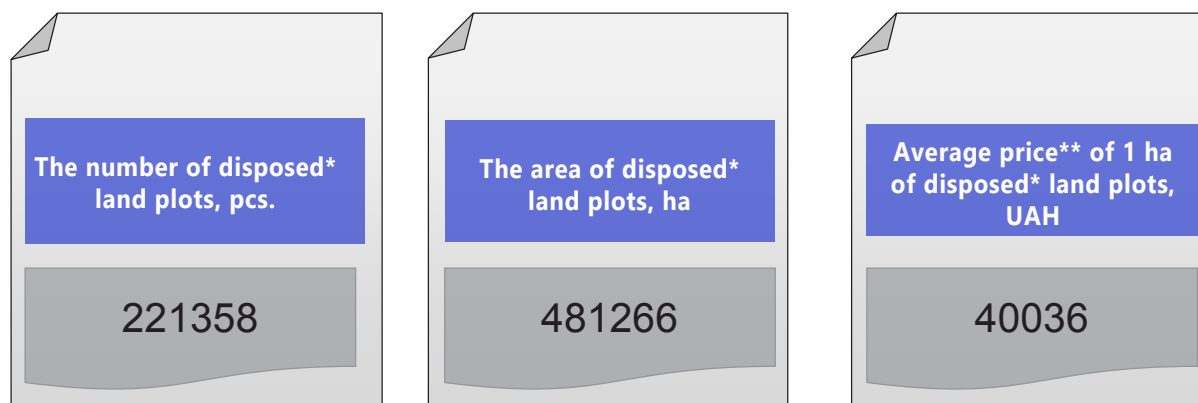 The number of disposed*
land plots, pcs.
221358
The area of disposed*
land plots, ha
481266
Average price** of 1 ha
of disposed* land plots,
UAH
40036